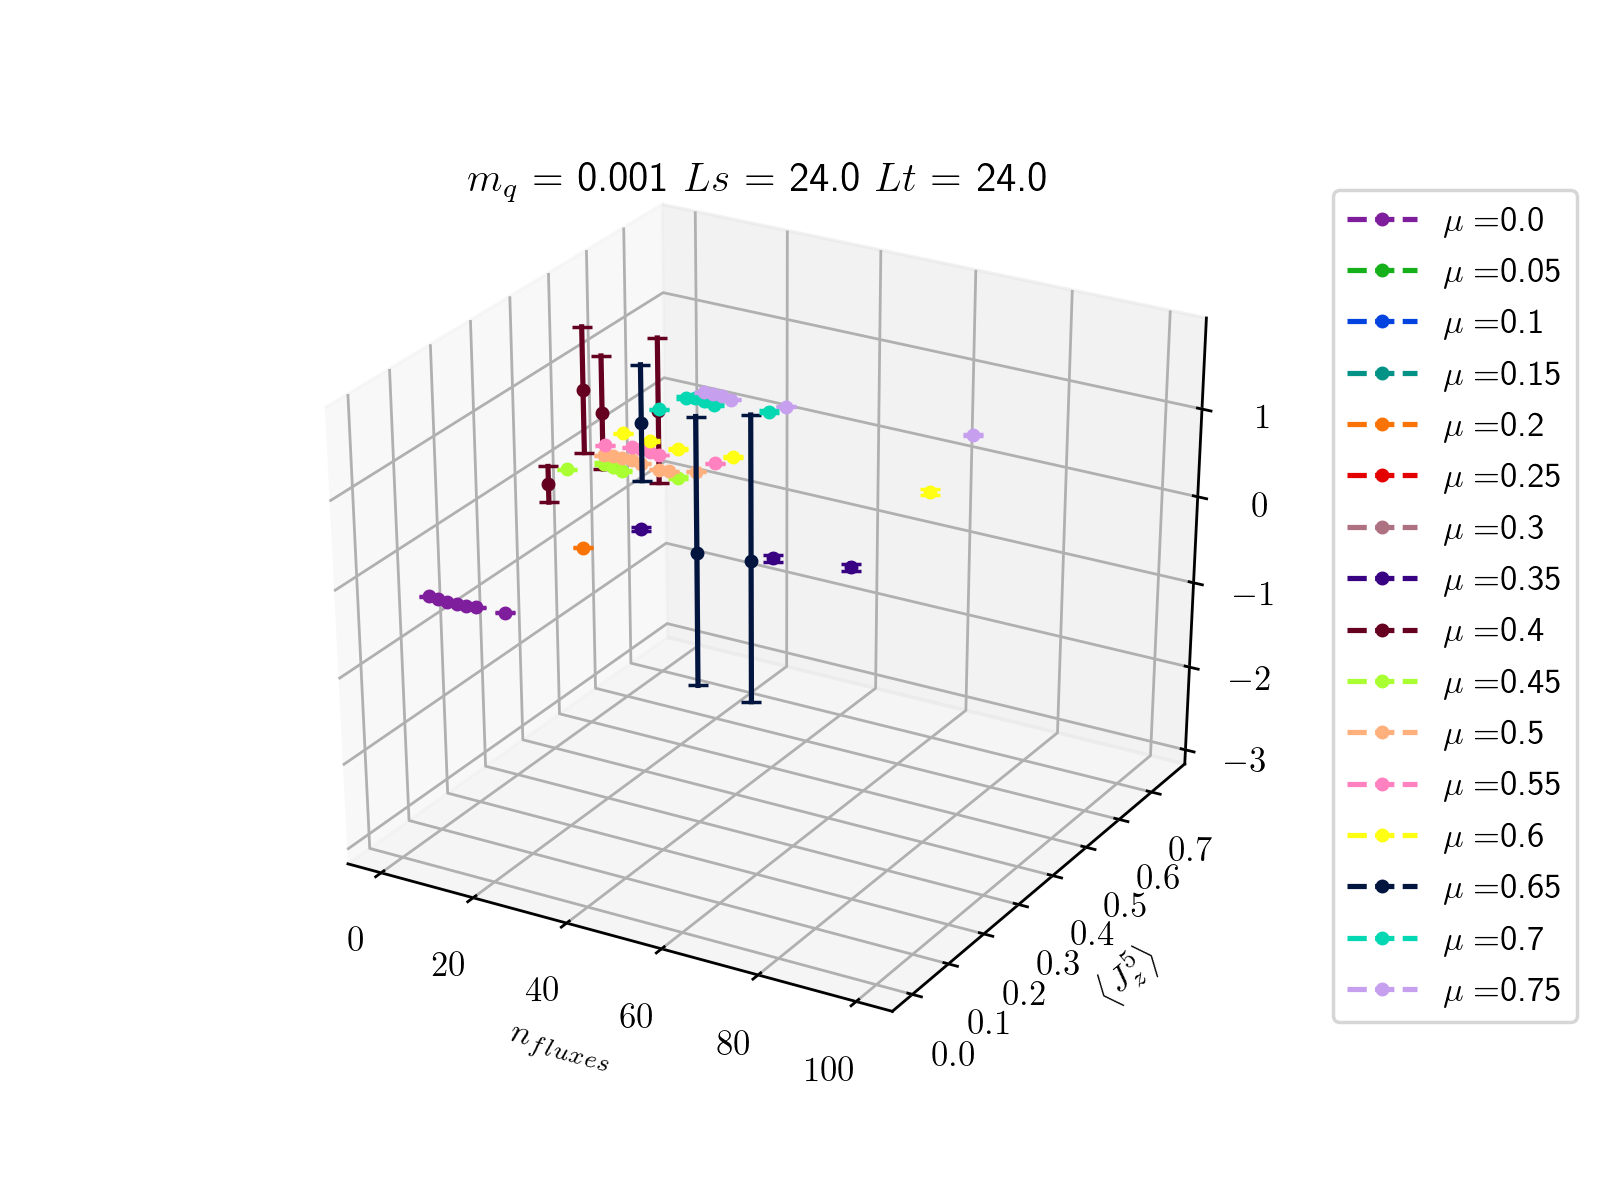 m_q = 0.001 Ls = 24.0 Lt = 24.0
μ =0.0
μ =0.05
μ =0.1
μ =0.15
μ =0.2
μ =0.25
μ =0.3
μ =0.35
μ =0.4
μ =0.45
μ =0.5
μ =0.55
μ =0.6
μ =0.65
μ =0.7
μ =0.75
1
0
−1
−2
−3
0.7
0.6
0.5
0.4
0.3
0.2
0.1
0.0
⟨J_z^5⟩
0
20
40
60
80
100
n_{fluxes}